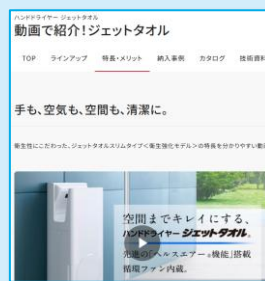 ハンドドライヤー ジェットタオル
動画で紹介!ジェットタオル
TOP ラインアップ 特長・メリット 納入事例 カタログ 技術資料
手も、空気も、空間も、清潔に。
衛生性にこだわった、ジェットタオルスリムタイプ<衛生強化モデル>の特長を分かりやすい動画
空間までキレイにする、
ハンドドライヤー ジェットタオル。
先進の「ヘルスエアー®機能」搭載
循環ファン内蔵。